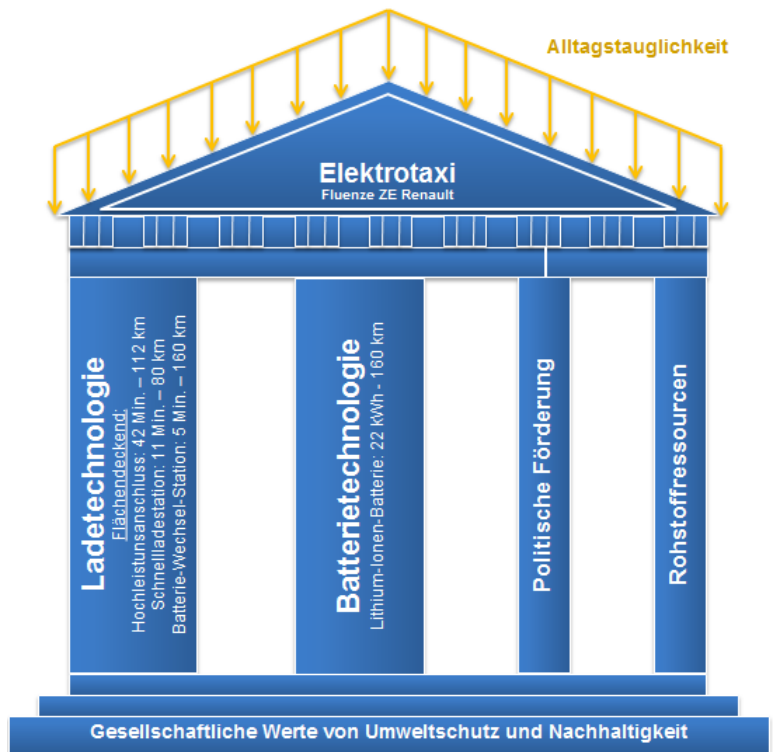 Alltagstauglichkeit
Elektrotaxi
Fluenze ZE Renault
Ladetechnologie
Flächendeckend:
Hochleistunsanschluss: 42 Min. – 112 km
Schnellladestation: 11 Min. – 80 km
Batterie-Wechsel-Station: 5 Min. – 160 km
Batterietechnologie
Lithium-Ionen-Batterie: 22 kWh - 160 km
Politische Förderung
Rohstoffressourcen
Gesellschaftliche Werte von Umweltschutz und Nachhaltigkeit